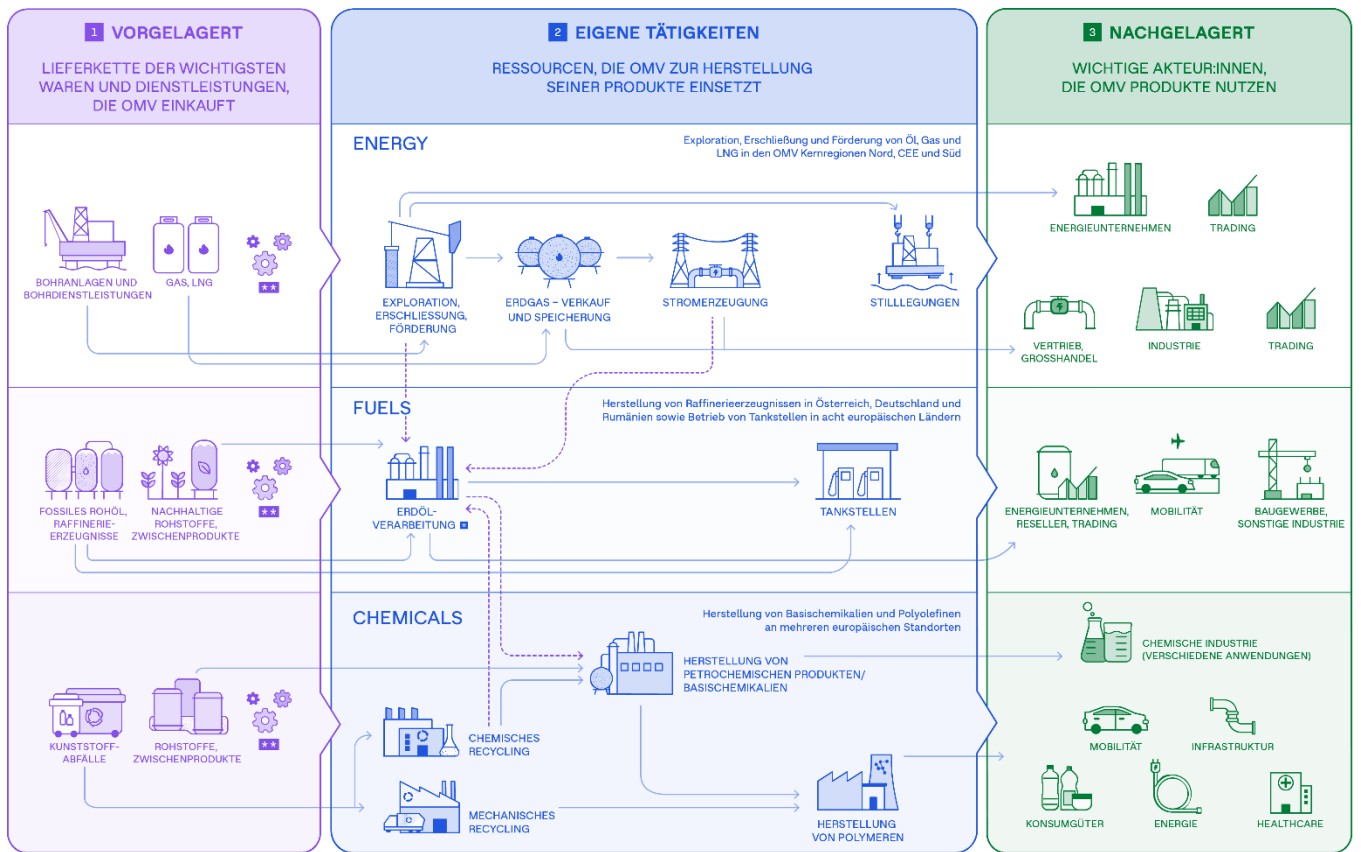 1 VORGELAGERT
LIEFERKETTE DER WICHTIGSTEN
WAREN UND DIENSTLEISTUNGEN,
DIE OMV EINKAUFT
2 EIGENE TÄTIGKEITEN
RESSOURCEN, DIE OMV ZUR HERSTELLUNG
SEINER PRODUKTE EINSETZT
3 NACHGELAGERT
WICHTIGE AKTEUR:INNEN,
DIE OMV PRODUKTE NUTZEN
ENERGY
Exploration, Erschließung und Förderung von Öl, Gas und
LNG in den OMV Kernregionen Nord, CEE und Süd
BOHRANLAGEN UND
BOHRDIENSTLEISTUNGEN
GAS, LNG
**
EXPLORATION,
ERSCHLIESSUNG,
FÖRDERUNG
ERDGAS – VERKAUF
UND SPEICHERUNG
STROMERZEUGUNG
STILLLEGUNGEN
ENERGIEUNTERNEHMEN
TRADING
VERTRIEB,
GROSSHANDEL
INDUSTRIE
TRADING
FUELS
Herstellung von Raffinerieerzeugnissen in Österreich, Deutschland und
Rumänien sowie Betrieb von Tankstellen in acht europäischen Ländern
FOSSILES ROHÖL,
RAFFINERIE-
ERZEUGNISSE
NACHHALTIGE
ROHSTOFFE,
ZWISCHENPRODUKTE
**
ERDÖL-
VERARBEITUNG *
TANKSTELLEN
ENERGIEUNTERNEHMEN,
RESELLER, TRADING
MOBILITÄT
BAUGEWERBE,
SONSTIGE INDUSTRIE
CHEMICALS
Herstellung von Basischemikalien und Polyolefinen
an mehreren europäischen Standorten
KUNSTSTOFF-
ABFÄLLE
ROHSTOFFE,
ZWISCHENPRODUKTE
**
HERSTELLUNG VON
PETROCHEMISCHEN PRODUKTEN/
BASISCHEMIKALIEN
CHEMISCHES
RECYCLING
MECHANISCHES
RECYCLING
HERSTELLUNG
VON POLYMEREN
CHEMISCHE INDUSTRIE
(VERSCHIEDENE ANWENDUNGEN)
MOBILITÄT
INFRASTRUKTUR
KONSUMGÜTER
ENERGIE
HEALTHCARE